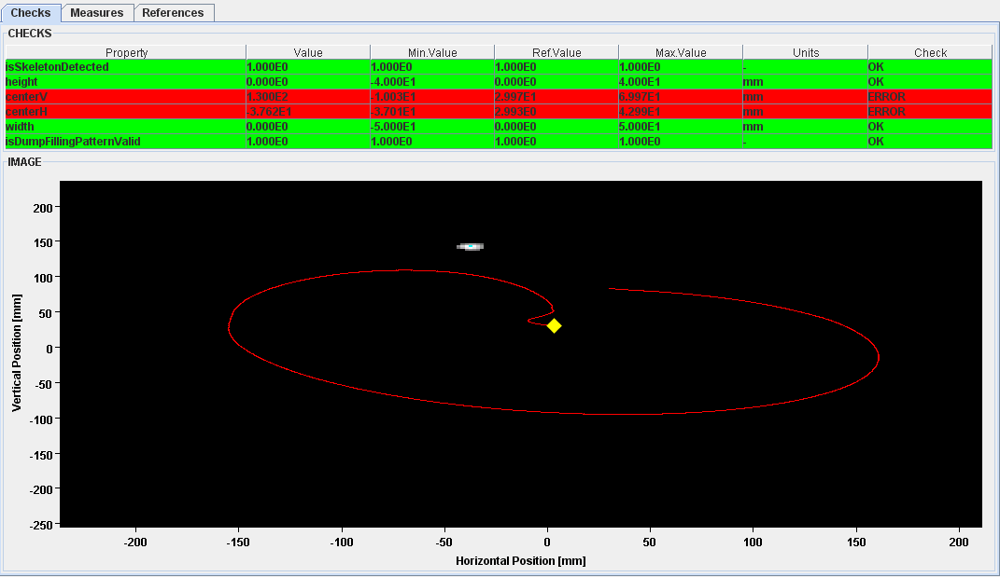 Checks Measures References
CHECKS
Property Value Min.Value Ref.Value Max.Value Units Check
isSkeletonDetected 1.000E0 1.000E0 1.000E0 1.000E0 - OK
height 0.000E0 -4.000E1 0.000E0 4.000E1 mm OK
centerV 1.300E2 -1.003E1 2.997E1 6.997E1 mm ERROR
centerH -3.762E1 -3.701E1 2.993E0 4.299E1 mm ERROR
width 0.000E0 -5.000E1 0.000E0 5.000E1 mm OK
isDumpFillingPatternValid 1.000E0 1.000E0 1.000E0 1.000E0 - OK
IMAGE
200
150
100
50
0
-50
-100
-150
-200
-250
Vertical Position [mm]
-200 -150 -100 -50 0 50 100 150 200
Horizontal Position [mm]